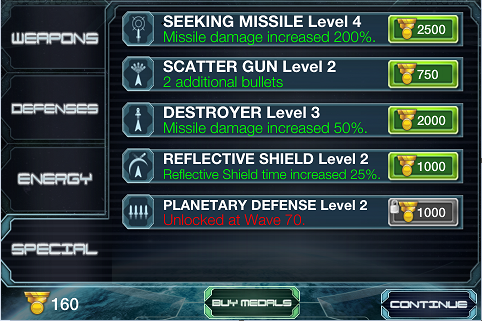 WEAPONS
DEFENSES
ENERGY
SPECIAL
SEEKING MISSILE Level 4
Missile damage increased 200%.
2500
SCATTER GUN Level 2
2 additional bullets
750
DESTROYER Level 3
Missile damage increased 50%.
2000
REFLECTIVE SHIELD Level 2
Reflective Shield time increased 25%.
1000
PLANETARY DEFENSE Level 2
Unlocked at Wave 70
1000
160
BUY MEDALS
CONTINUE